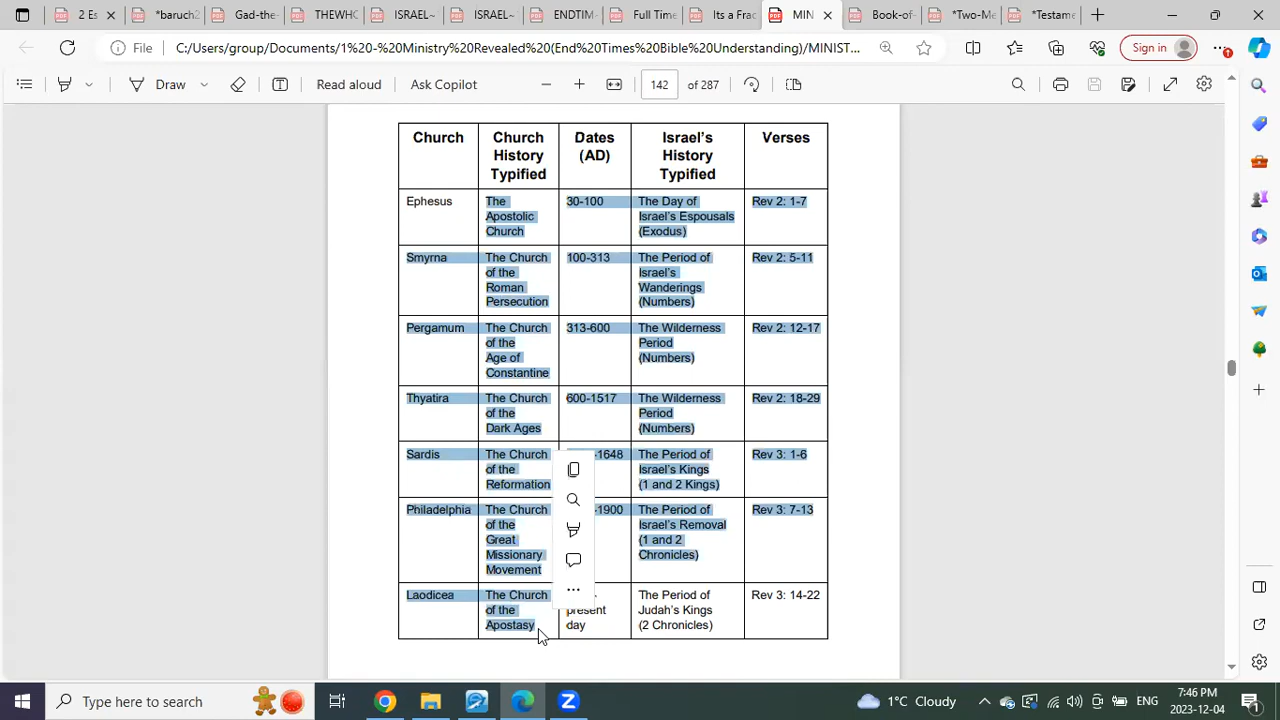 2 Es
*baruch2
Gad-the-
THEWHO
ISRAEL~
ISRAEL~
ENDTIM
Full Time
Its a Frac
MIN
Book-of-
*Two-Me
*Testame
File
C:/Users/group/Documents/1%20-%20Ministry%20Revealed%20(End%20Times%20Bible%20Understanding)/MINIST...
Sign in
Draw
Read aloud
Ask Copilot
142 of 287
Church
Church
History
Typified
Dates
(AD)
Israel's
History
Typified
Verses
Ephesus
The
Apostolic
Church
30-100
The Day of
Israel's Espousals
(Exodus)
Rev 2: 1-7
Smyrna
The Church
of the
Roman
Persecution
100-313
The Period of
Israel's
Wanderings
(Numbers)
Rev 2: 5-11
Pergamum
The Church
of the
Age of
Constantine
313-600
The Wilderness
Period
(Numbers)
Rev 2: 12-17
Thyatira
The Church
of the
Dark Ages
600-1517
The Wilderness
Period
(Numbers)
Rev 2: 18-29
Sardis
The Church
of the
Reformation
-1648
The Period of
Israel's Kings
(1 and 2 Kings)
Rev 3: 1-6
Philadelphia
The Church
of the
Great
Missionary
Movement
-1900
The Period of
Israel's Removal
(1 and 2
Chronicles)
Rev 3: 7-13
Laodicea
The Church
of the
Apostasy
present
day
The Period of
Judah's Kings
(2 Chronicles)
Rev 3: 14-22
Type here to search
1°C Cloudy
ENG
7:46 PM
2023-12-04